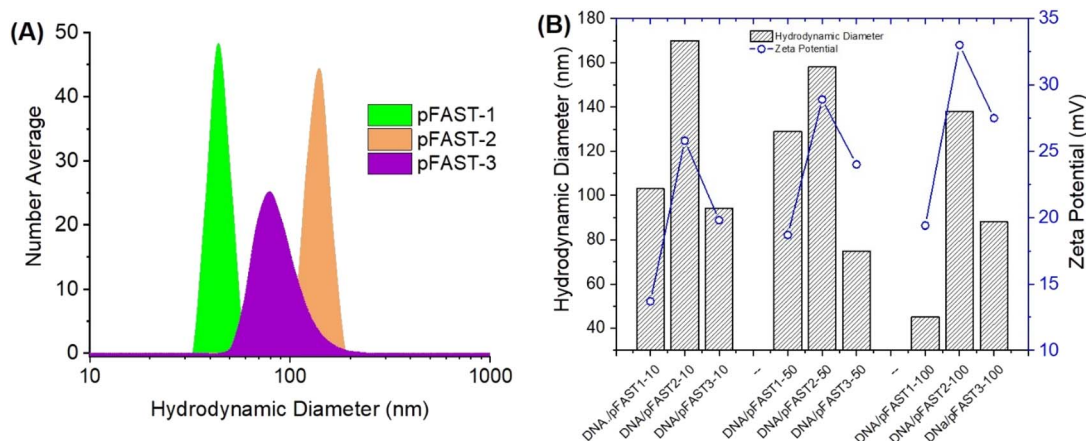 (A)
50
40
30
20
10
0
Number Average
pFAST-1
pFAST-2
pFAST-3
10
100
1000
Hydrodynamic Diameter (nm)
(B)
180
160
140
120
100
80
60
40
Hydrodynamic Diameter (nm)
Hydrodynamic Diameter
Zeta Potential
35
30
25
20
15
10
Zeta Potential (mV)
DNA /pFAST1-10
DNA/pFAST2-10
DNA/pFAST3-10
--
DNA/pFAST1-50
DNA/pFAST2-50
DNA/pFAST3-50
--
DNA/pFAST1-100
DNA/pFAST2-100
DNa/pFAST3-100